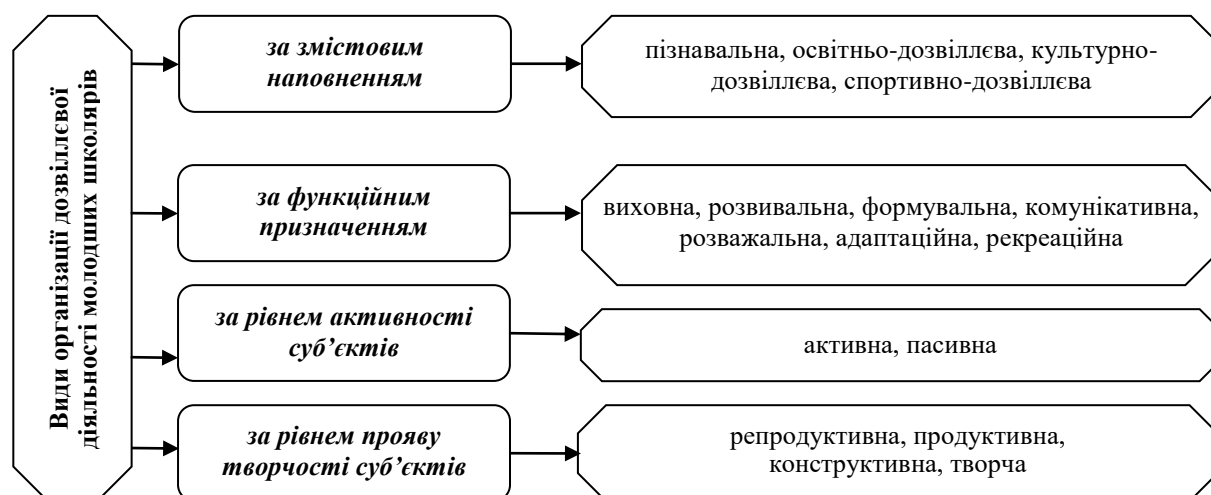 Види організації дозвіллєвої
діяльності молодших школярів
за змістовим
наповненням
пізнавальна, освітньо-дозвіллєва, культурно-
дозвіллєва, спортивно-дозвіллєва
за функційним
призначенням
виховна, розвивальна, формувальна, комунікативна,
розважальна, адаптаційна, рекреаційна
за рівнем активності
суб’єктів
активна, пасивна
за рівнем прояву
творчості суб’єктів
репродуктивна, продуктивна,
конструктивна, творча